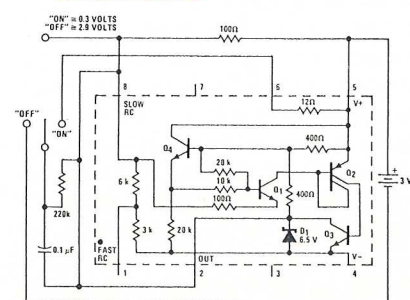 "ON" ≅ 0.3 VOLTS
"OFF" ≅ 2.9 VOLTS
100Ω
8
7
6
5
SLOW
RC
V+
12Ω
"OFF"
"ON"
Q4
400Ω
20 k
10 k
100Ω
Q1
Q2
400Ω
3 V
6 k
220k
3 k
20 k
D1
6.5 V
Q3
0.1 μF
FAST
RC
OUT
V−
1
2
3
4